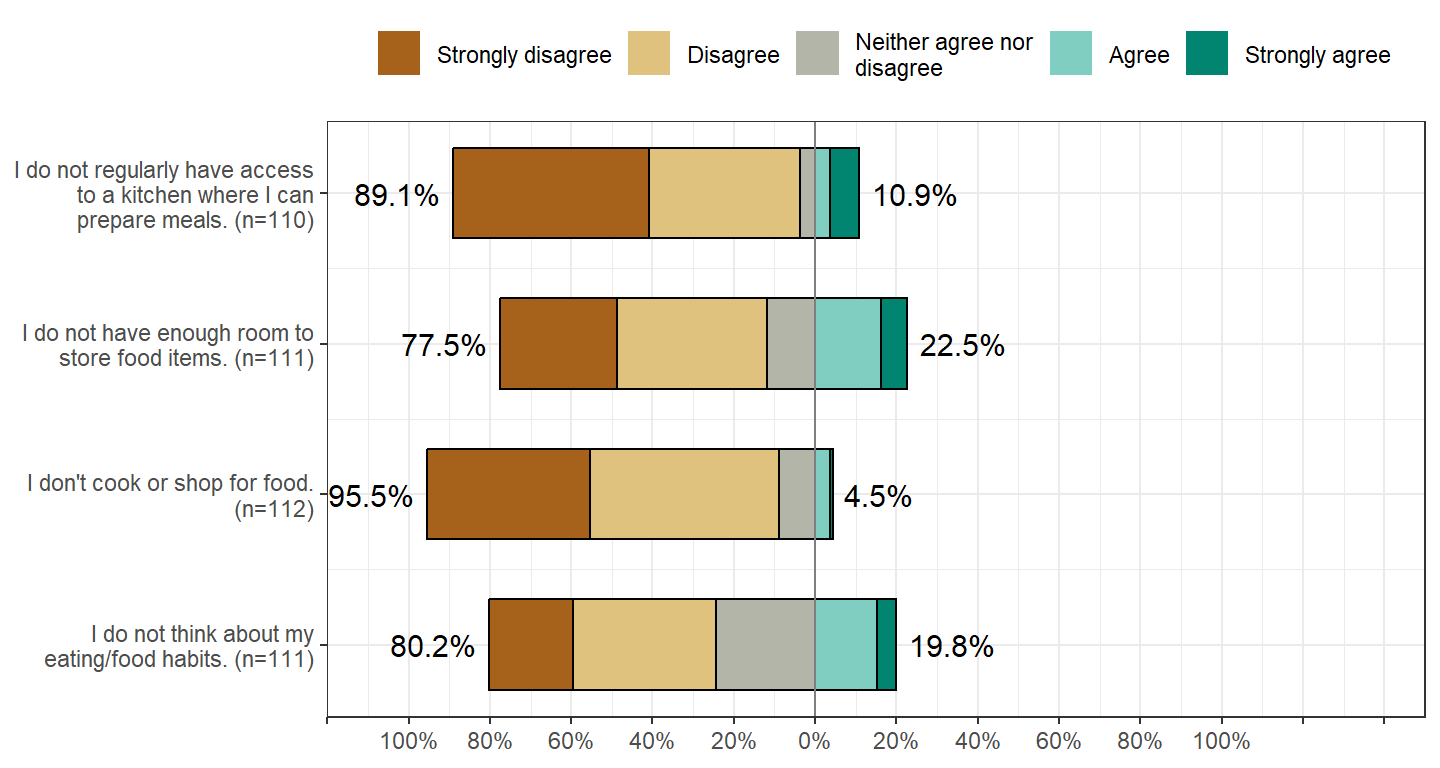 Strongly disagree
Disagree
Neither agree nor
disagree
Agree
Strongly agree
I do not regularly have access
to a kitchen where I can
prepare meals. (n=110)
89.1%
10.9%
I do not have enough room to
store food items. (n=111)
77.5%
22.5%
I don't cook or shop for food.
(n=112)
95.5%
4.5%
I do not think about my
eating/food habits. (n=111)
80.2%
19.8%
100% 80% 60% 40% 20% 0% 20% 40% 60% 80% 100%